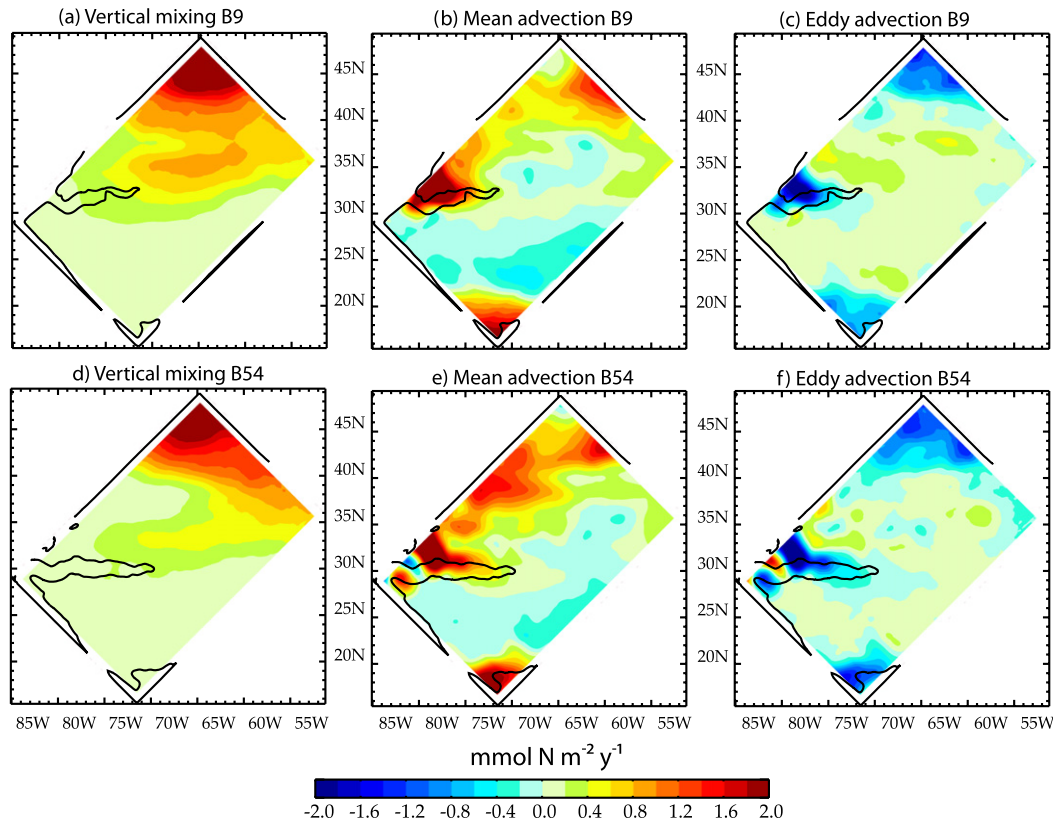 (a) Vertical mixing B9
(b) Mean advection B9
(c) Eddy advection B9
45N
40N
35N
30N
25N
20N
45N
40N
35N
30N
25N
20N
d) Vertical mixing B54
e) Mean advection B54
f) Eddy advection B54
45N
40N
35N
30N
25N
20N
45N
40N
35N
30N
25N
20N
85W 80W 75W 70W 65W 60W 55W
85W 80W 75W 70W 65W 60W 55W
85W 80W 75W 70W 65W 60W 55W
mmol N m⁻² y⁻¹
-2.0 -1.6 -1.2 -0.8 -0.4 0.0 0.4 0.8 1.2 1.6 2.0